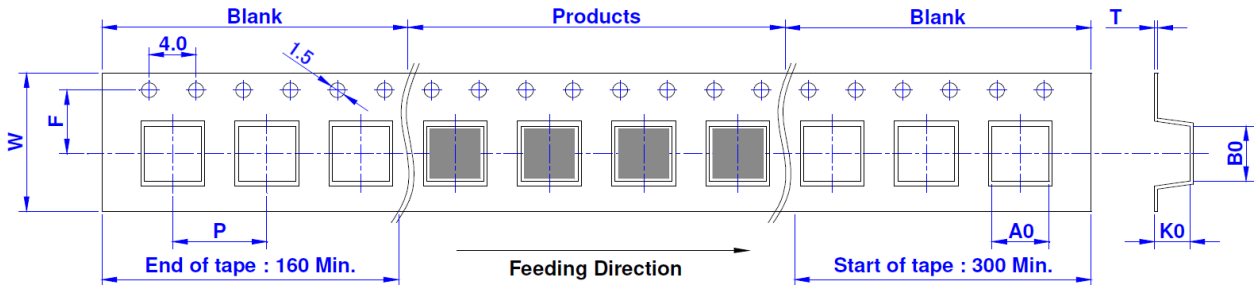 Blank
Products
Blank
T
4.0
1.5
F
W
B0
P
A0
K0
End of tape : 160 Min.
Feeding Direction
Start of tape : 300 Min.